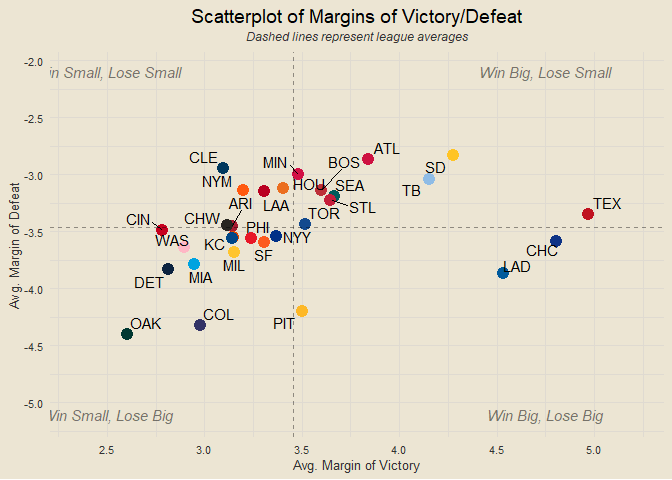 Scatterplot of Margins of Victory/Defeat
Dashed lines represent league averages
-2.0
in Small, Lose Small
Win Big, Lose Small
-2.5
-3.0
CLE
MIN
BOS
ATL
SD
NYM
HOU
SEA
TB
ARI
LAA
STL
TEX
CIN
CHW
TOR
-3.5
WAS
KC
PHI
NYY
CHC
SF
MIL
LAD
DET
MIA
-4.0
OAK
COL
PIT
-4.5
-5.0
Win Small, Lose Big
Win Big, Lose Big
2.5
3.0
3.5
4.0
4.5
5.0
Avg. Margin of Victory
Avg. Margin of Defeat